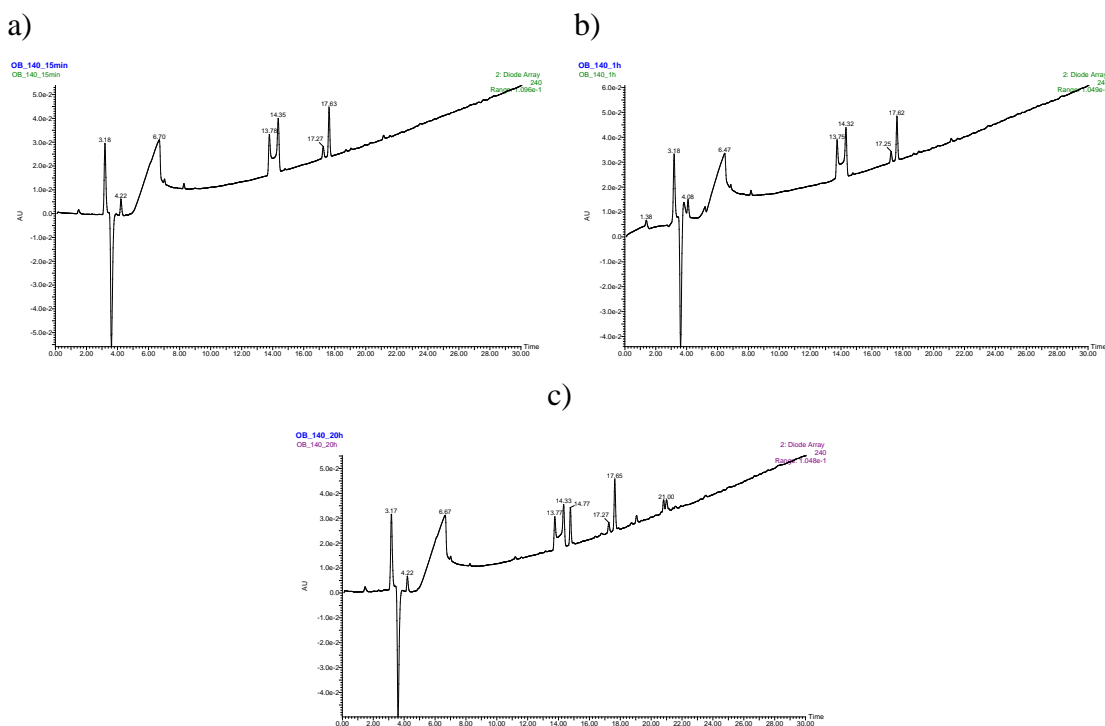 a)
OB_140_15min
OB_140_15min
2: Diode Array
240
Range: 1.096e-1
5.0e-2
4.0e-2
3.0e-2
2.0e-2
1.0e-2
0.0
-1.0e-2
-2.0e-2
-3.0e-2
-4.0e-2
-5.0e-2
AU
3.18
4.22
6.70
13.78
14.35
17.27
17.63
0.00 2.00 4.00 6.00 8.00 10.00 12.00 14.00 16.00 18.00 20.00 22.00 24.00 26.00 28.00 30.00
Time
b)
OB_140_1h
OB_140_1h
2: Diode Array
24
Range: 1.049e-
6.0e-2
5.0e-2
4.0e-2
3.0e-2
2.0e-2
1.0e-2
0.0
-1.0e-2
-2.0e-2
-3.0e-2
-4.0e-2
AU
1.38
3.18
4.08
6.47
13.75
14.32
17.25
17.62
0.00 2.00 4.00 6.00 8.00 10.00 12.00 14.00 16.00 18.00 20.00 22.00 24.00 26.00 28.00 30.00
Time
c)
OB_140_20h
OB_140_20h
2: Diode Array
240
Range: 1.048e-1
5.0e-2
4.0e-2
3.0e-2
2.0e-2
1.0e-2
0.0
-1.0e-2
-2.0e-2
-3.0e-2
-4.0e-2
AU
3.17
4.22
6.67
13.77
14.33
14.77
17.27
17.65
21.00
0.00 2.00 4.00 6.00 8.00 10.00 12.00 14.00 16.00 18.00 20.00 22.00 24.00 26.00 28.00 30.00
Time